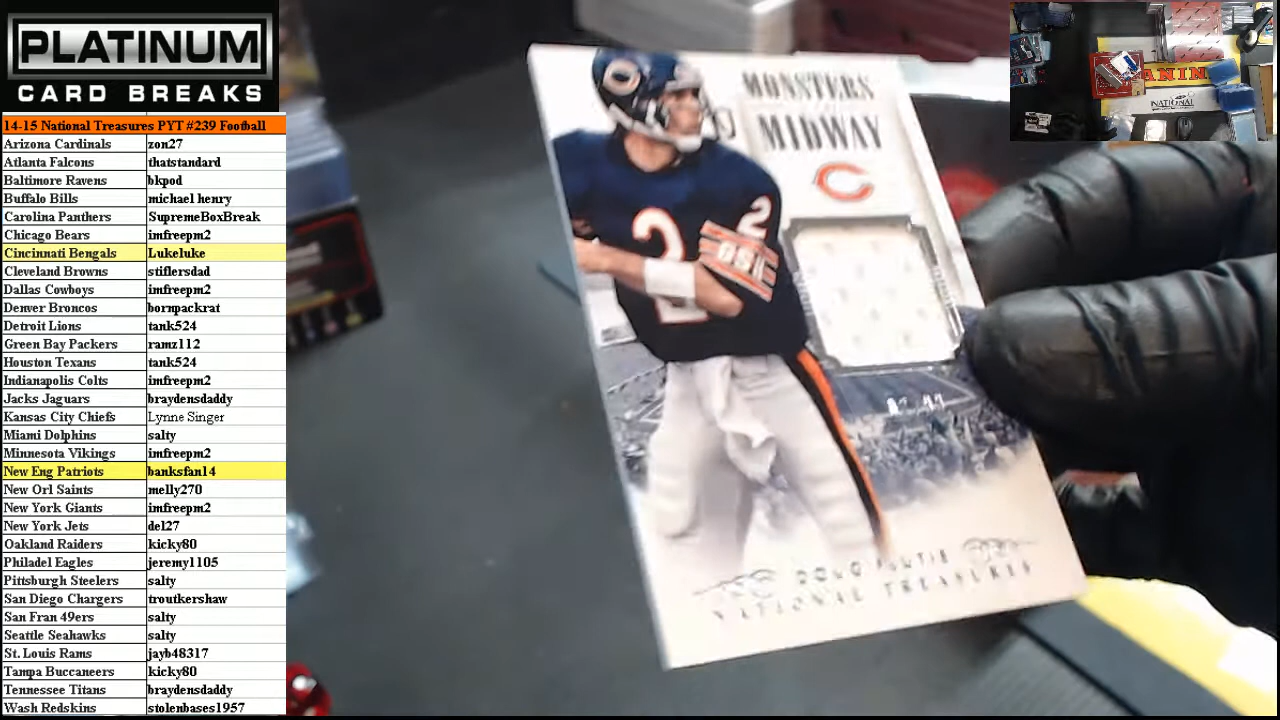 PLATINUM
CARD BREAKS
14-15 National Treasures PYT #239 Football
Arizona Cardinals zon27
Atlanta Falcons thatstandard
Baltimore Ravens bkpod
Buffalo Bills michael henry
Carolina Panthers SupremeBoxBreak
Chicago Bears imfreepm2
Cincinnati Bengals Lukeluke
Cleveland Browns stiflersdad
Dallas Cowboys imfreepm2
Denver Broncos bornpackrat
Detroit Lions tank524
Green Bay Packers ramz112
Houston Texans tank524
Indianapolis Colts imfreepm2
Jacks Jaguars braydensdaddy
Kansas City Chiefs Lynne Singer
Miami Dolphins salty
Minnesota Vikings imfreepm2
New Eng Patriots banksfan14
New Orl Saints melly270
New York Giants imfreepm2
New York Jets del27
Oakland Raiders kicky80
Philadel Eagles jeremy1105
Pittsburgh Steelers salty
San Diego Chargers troutkershaw
San Fran 49ers salty
Seattle Seahawks salty
St. Louis Rams jayb48317
Tampa Buccaneers kicky80
Tennessee Titans braydensdaddy
Wash Redskins stolenbases1957
MONSTERS
MIDWAY
C
2
2
GSH
DOUG FLUTIE
NATIONAL TREASURES
PANINI
NATIONAL